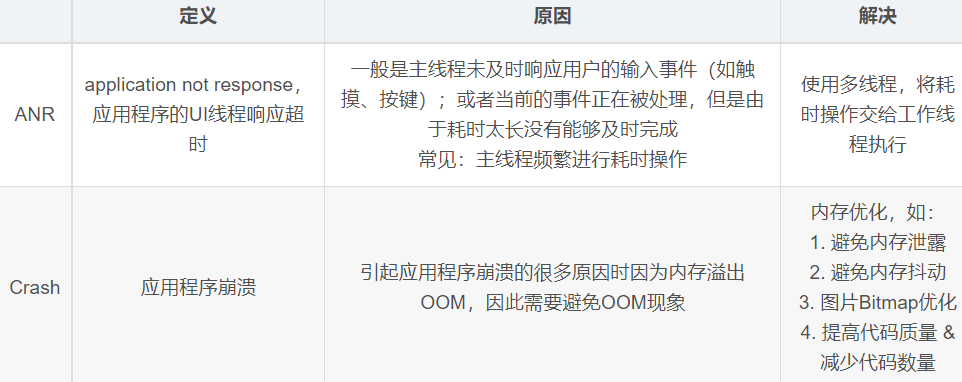 定义 原因 解决
ANR
application not response，
应用程序的UI线程响应超
时
一般是主线程未及时响应用户的输入事件（如触
摸、按键）；或者当前的事件正在被处理，但是由
于耗时太长没有能够及时完成
常见：主线程频繁进行耗时操作
使用多线程，将耗
时操作交给工作线
程执行
Crash
应用程序崩溃
引起应用程序崩溃的很多原因时因为内存溢出
OOM，因此需要避免OOM现象
内存优化，如：
1. 避免内存泄露
2. 避免内存抖动
3. 图片Bitmap优化
4. 提高代码质量 &
减少代码数量